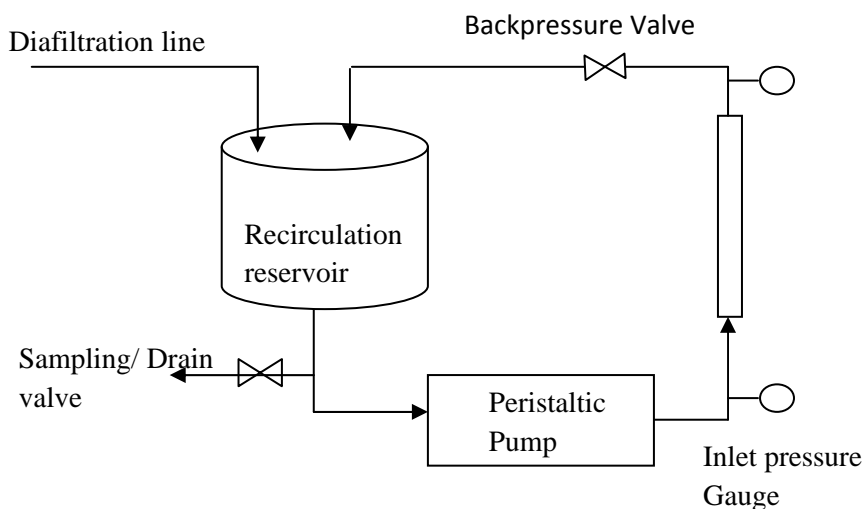 Backpressure Valve
Diafiltration line
Recirculation
reservoir
Sampling/ Drain
valve
Peristaltic
Pump
Inlet pressure
Gauge